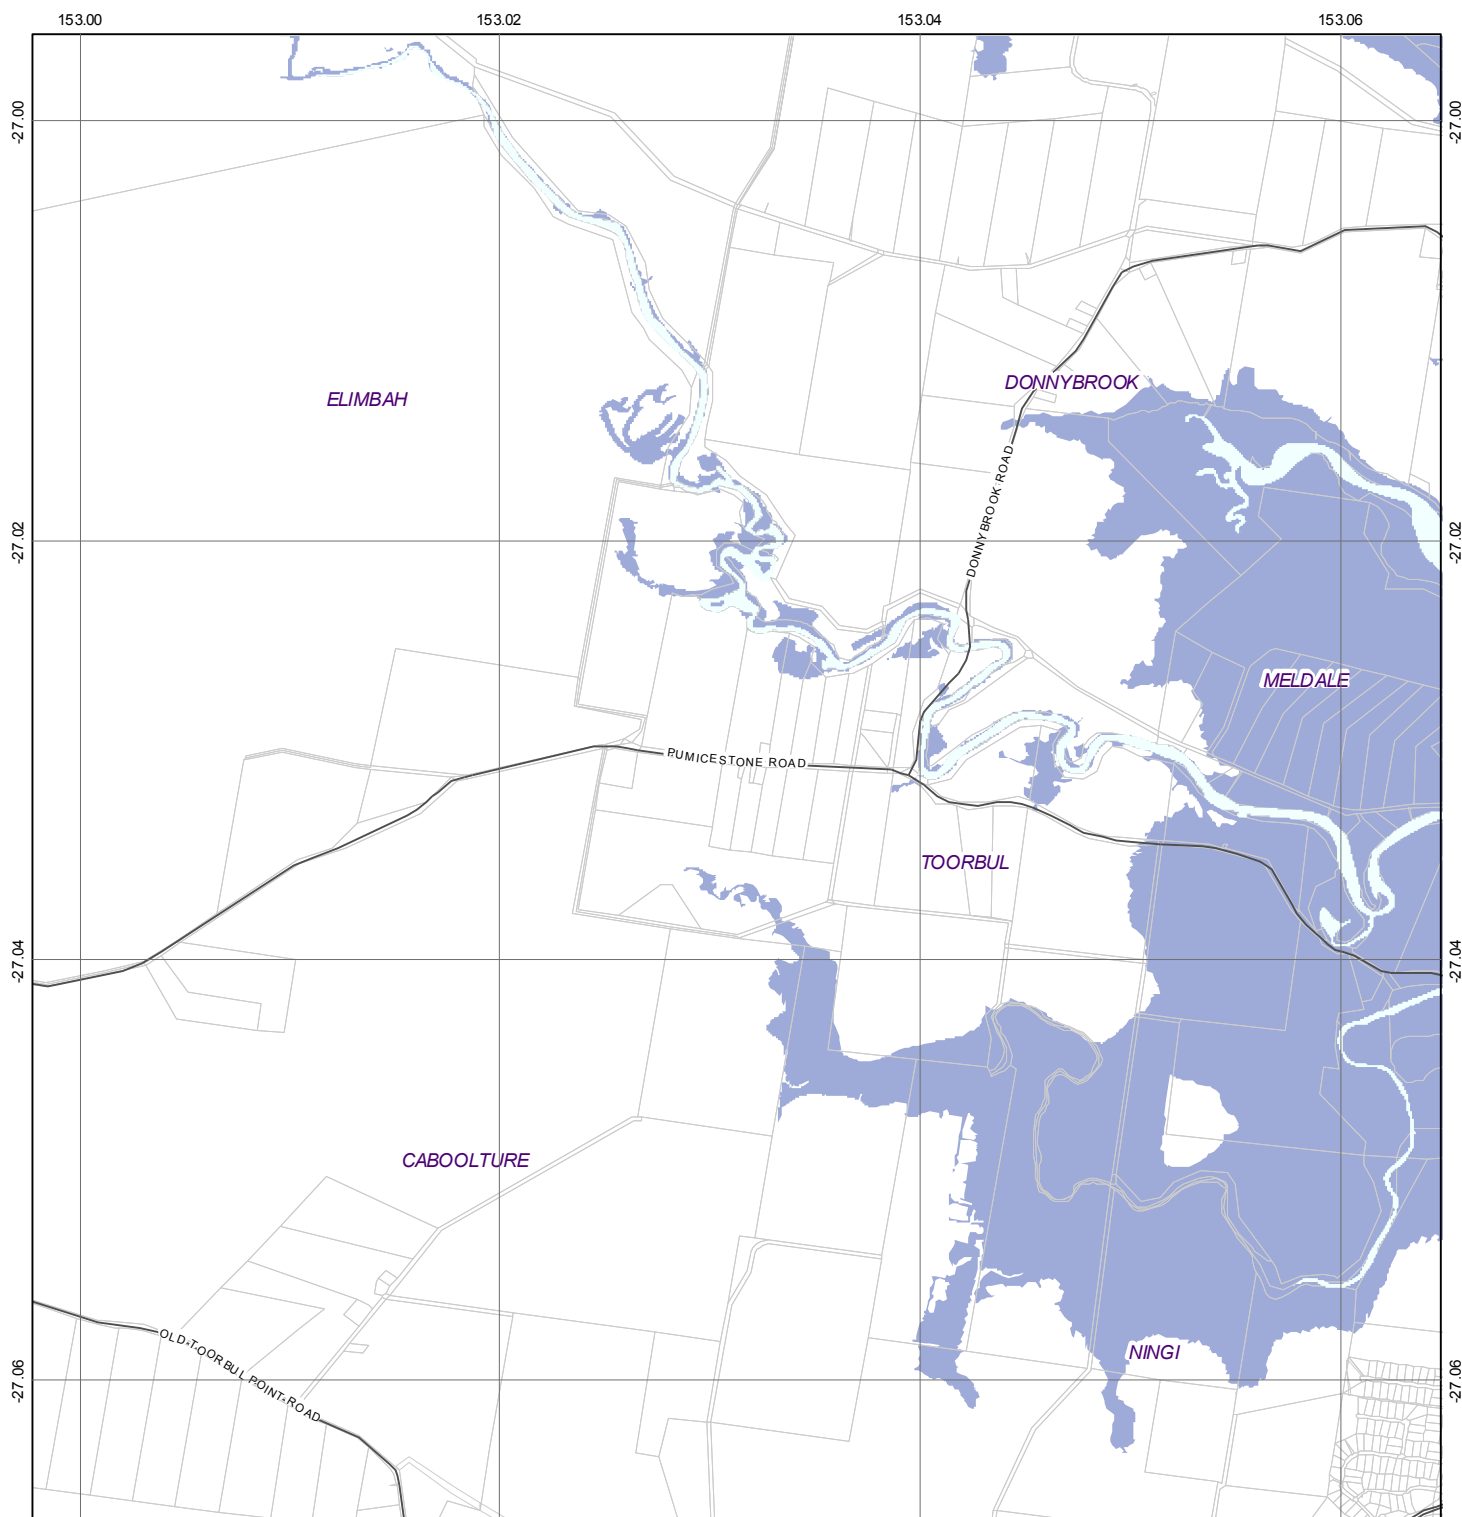 153.00
153.02
153.04
153.06
-27.00
-27.00
DONNYBROOK
ELIMBAH
DONNYBROOK ROAD
-27.02
-27.02
MELDALE
PUMICESTONE ROAD
TOORBUL
-27.04
-27.04
CABOOLTURE
OLD TOORBUL POINT ROAD
NINGI
-27.06
-27.06